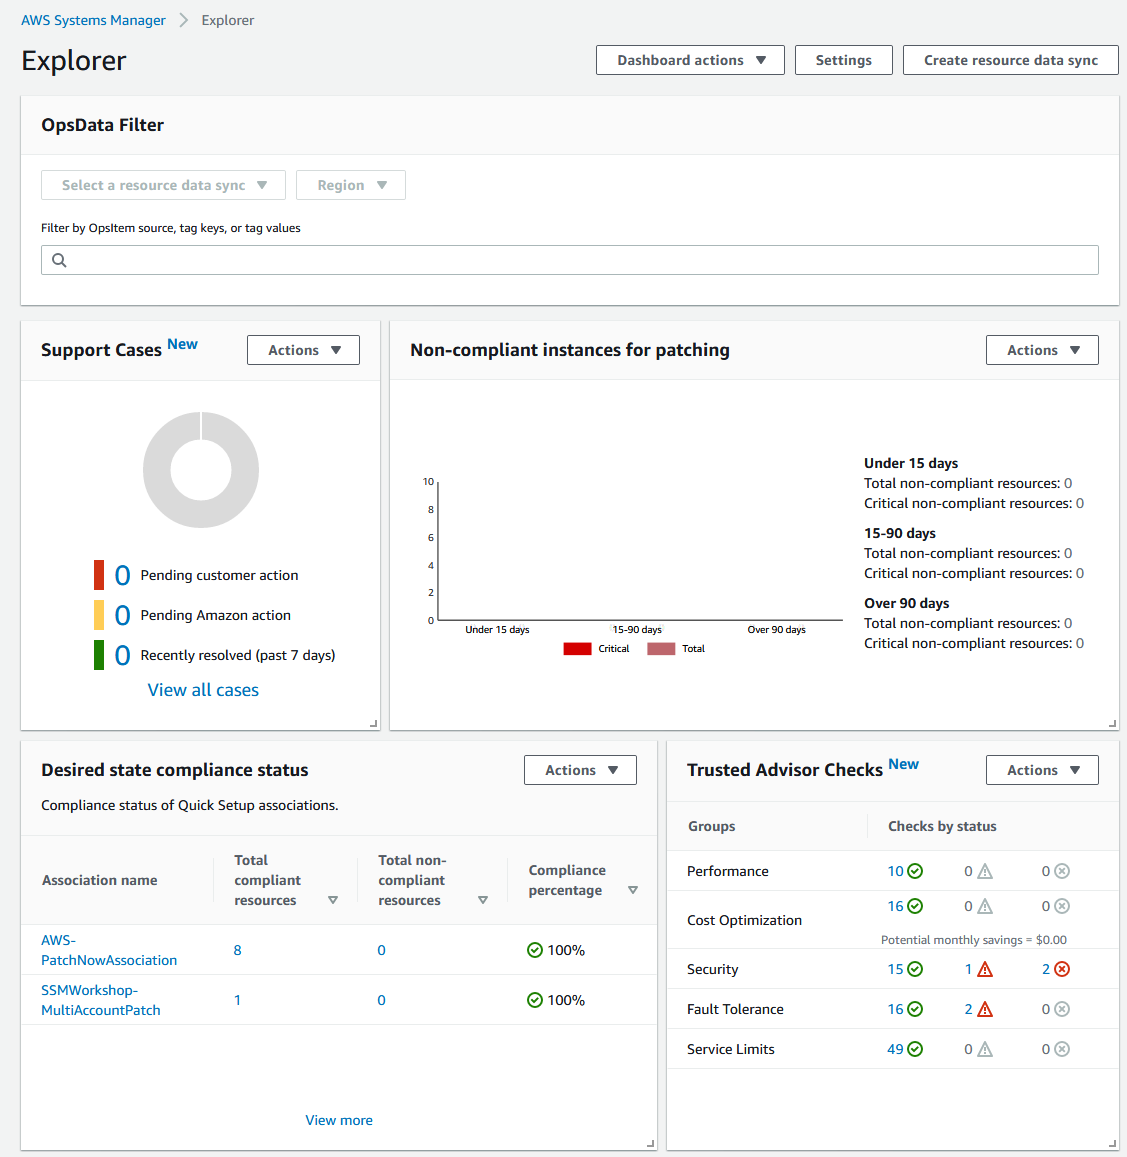 AWS Systems Manager > Explorer
Explorer
Dashboard actions
Settings
Create resource data sync
OpsData Filter
Select a resource data sync
Region
Filter by OpsItem source, tag keys, or tag values
Support Cases New
Actions
0 Pending customer action
0 Pending Amazon action
0 Recently resolved (past 7 days)
View all cases
Non-compliant instances for patching
Actions
10
8
6
4
2
0
Under 15 days 15-90 days Over 90 days
Critical Total
Under 15 days
Total non-compliant resources: 0
Critical non-compliant resources: 0
15-90 days
Total non-compliant resources: 0
Critical non-compliant resources: 0
Over 90 days
Total non-compliant resources: 0
Critical non-compliant resources: 0
Desired state compliance status
Actions
Compliance status of Quick Setup associations.
Association name
Total
compliant
resources
Total non-
compliant
resources
Compliance
percentage
AWS-
PatchNowAssociation
8
0
100%
SSMWorkshop-
MultiAccountPatch
1
0
100%
View more
Trusted Advisor Checks New
Actions
Groups Checks by status
Performance 10 0 0
Cost Optimization 16 0 0
Potential monthly savings = $0.00
Security 15 1 2
Fault Tolerance 16 2 0
Service Limits 49 0 0